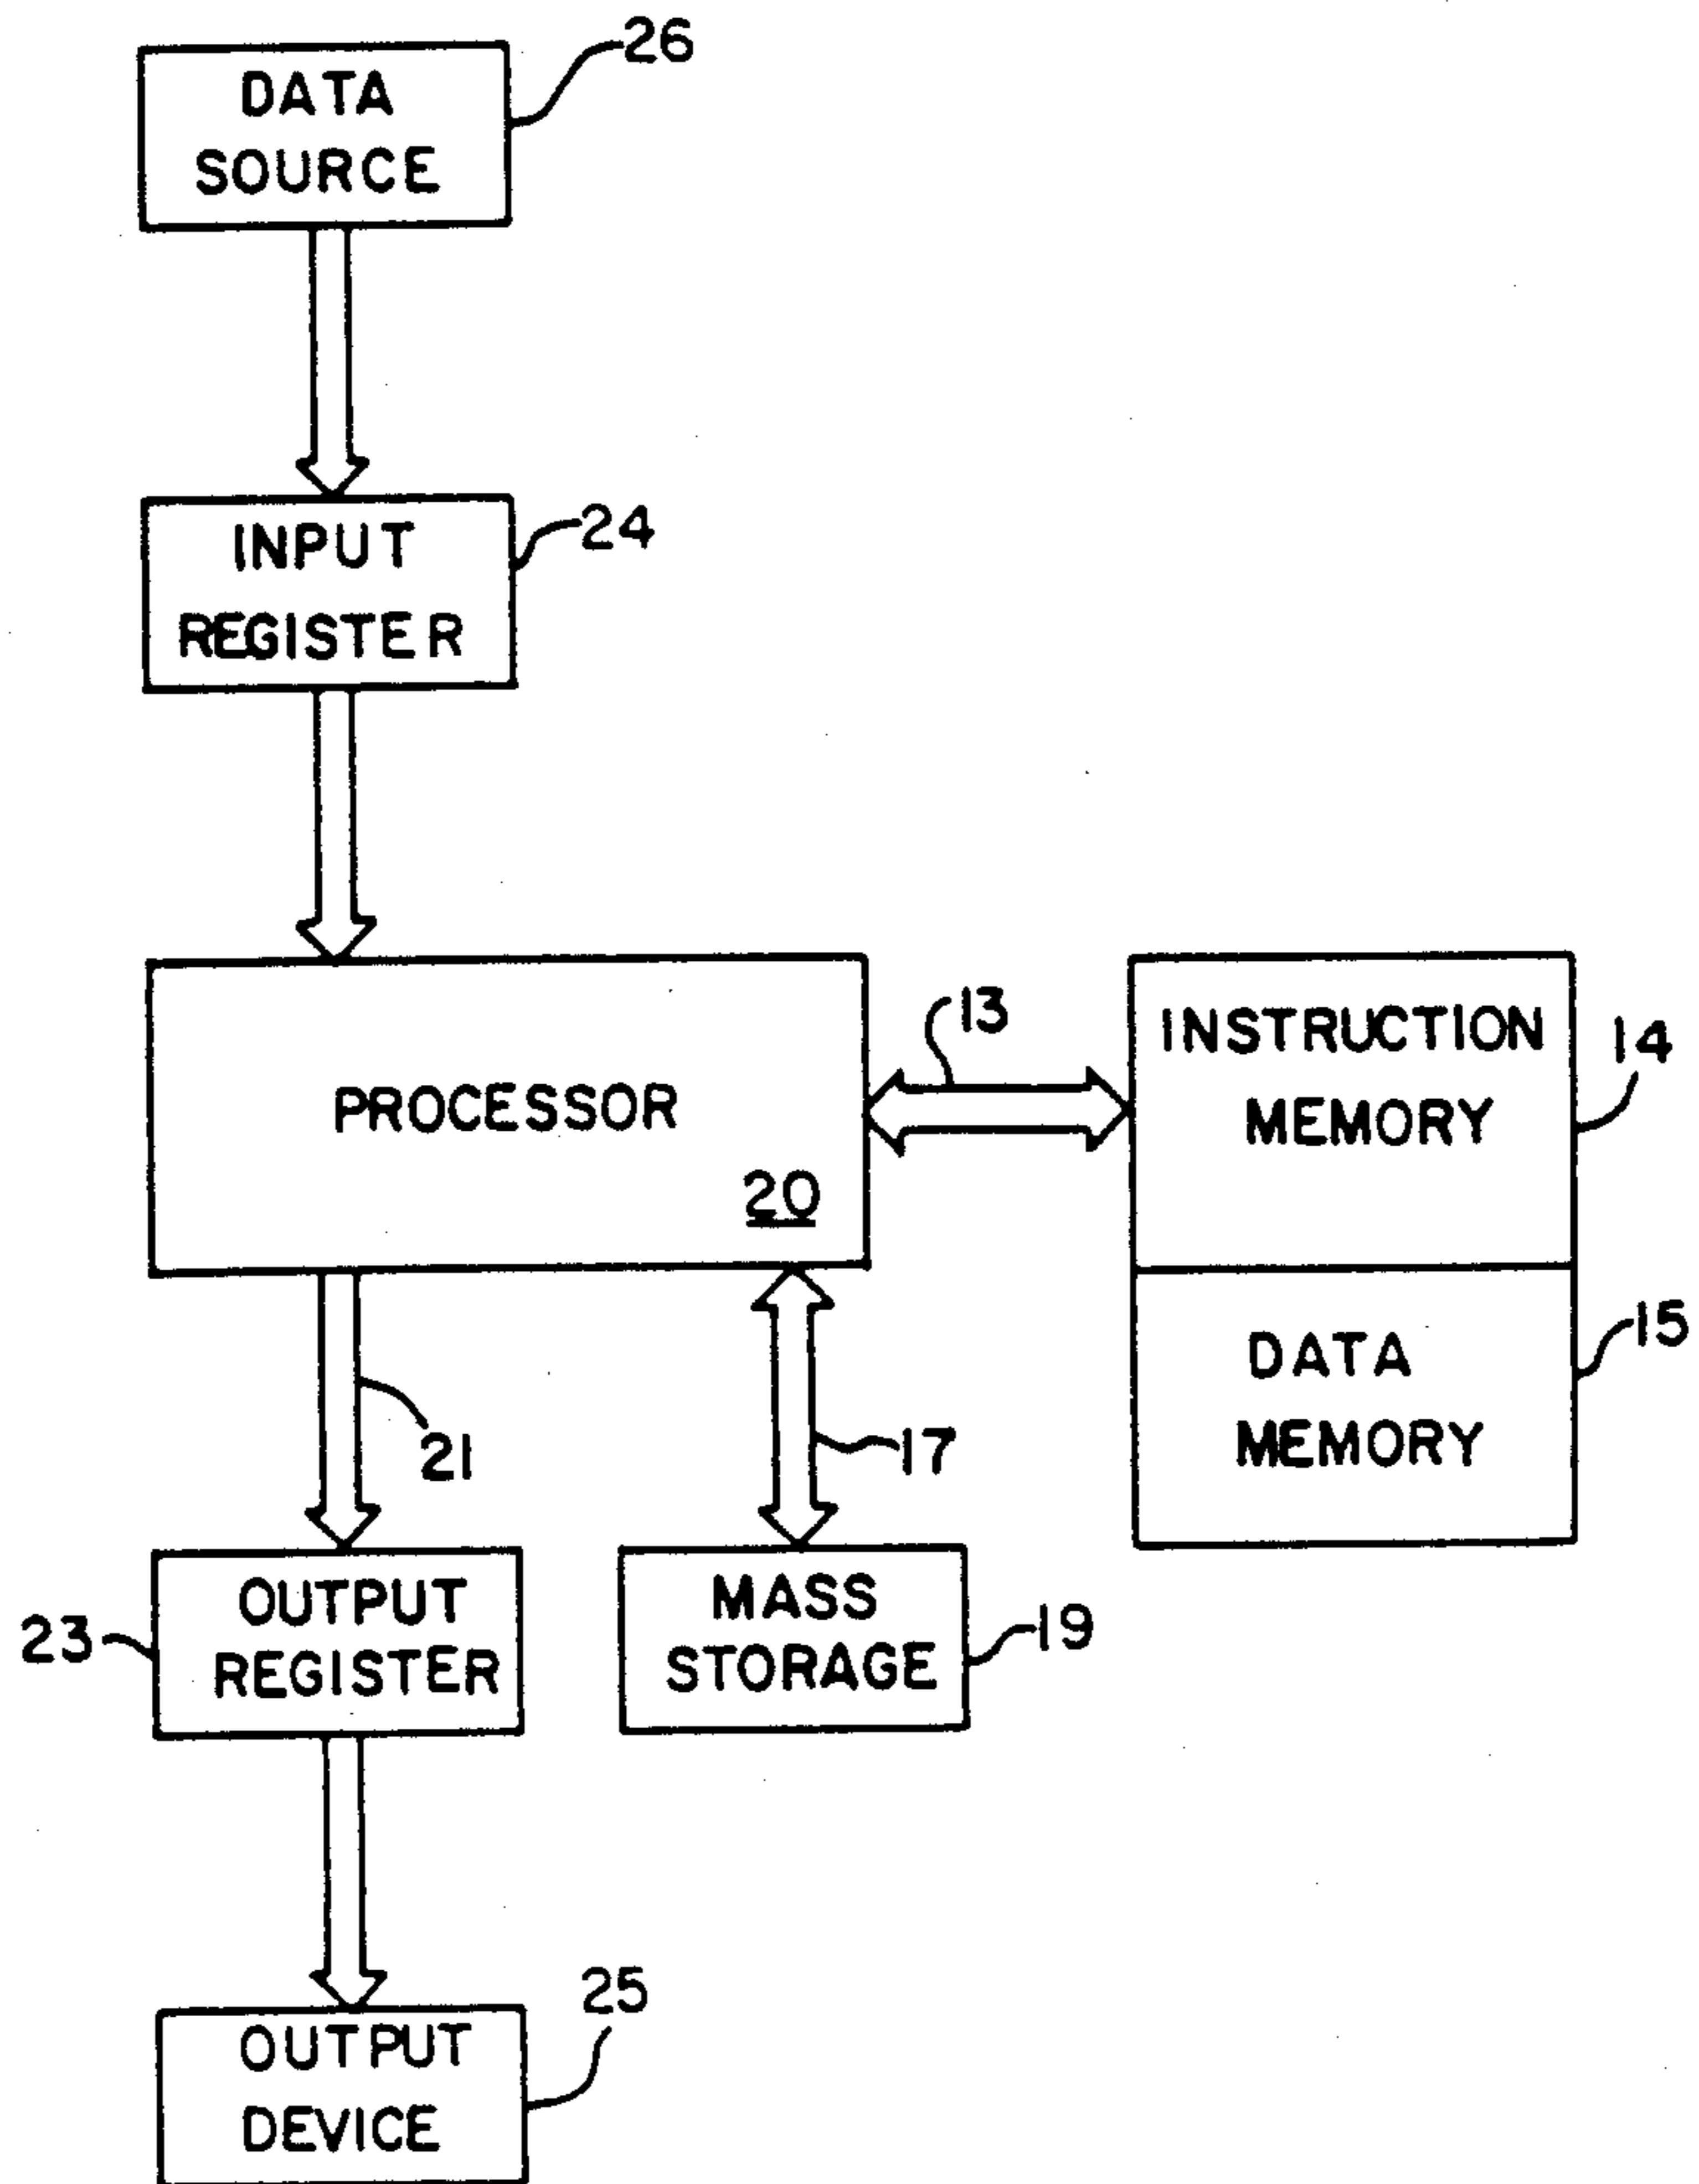 26
DATA
SOURCE
24
INPUT
REGISTER
13
INSTRUCTION
MEMORY
14
PROCESSOR
20
DATA
MEMORY
15
21
17
OUTPUT
REGISTER
23
MASS
STORAGE
19
25
OUTPUT
DEVICE